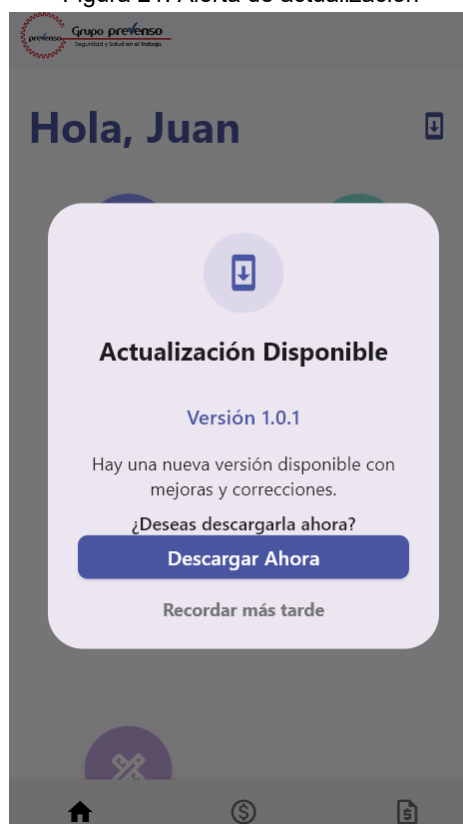 Figura 21. Alerta de actualización
prevenso
Grupo prevenso
Seguridad y Salud en el Trabajo
Hola, Juan
Actualización Disponible
Versión 1.0.1
Hay una nueva versión disponible con
mejoras y correcciones.
¿Deseas descargarla ahora?
Descargar Ahora
Recordar más tarde